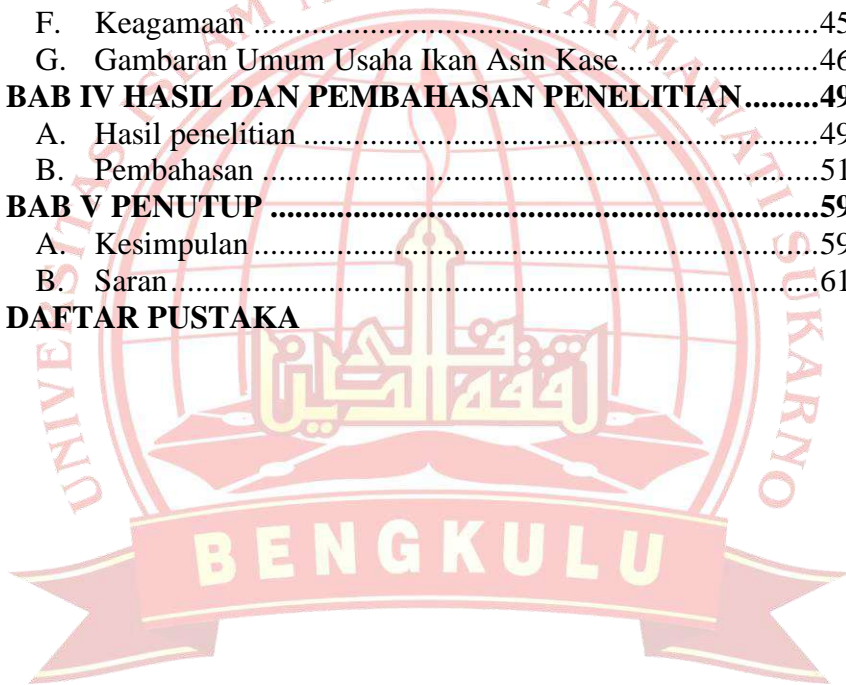 F. Keagamaan ........................................................45
G. Gambaran Umum Usaha Ikan Asin Kase.....................46
BAB IV HASIL DAN PEMBAHASAN PENELITIAN.........49
A. Hasil penelitian ........................................................49
B. Pembahasan ........................................................51
BAB V PENUTUP ........................................................59
A. Kesimpulan ........................................................59
B. Saran........................................................61
DAFTAR PUSTAKA
SUKARNO
BENGKULU